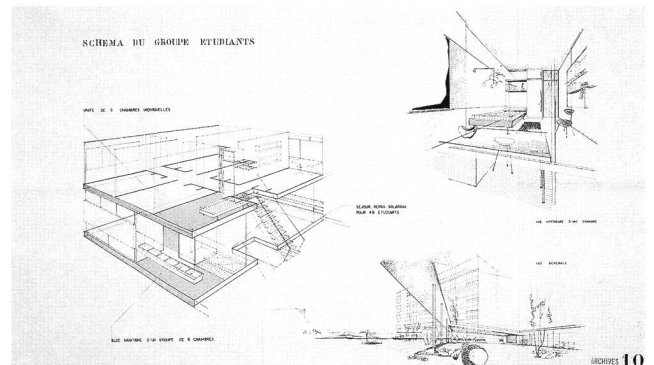 SCHEMA DU GROUPE ETUDIANTS
UNITE DE 5 CHAMBRES INDIVIDUELLES
SEJOUR, REPOS, SOLARIUM
POUR 48 ETUDIANTS
VUE INTERIEURE D'UNE CHAMBRE
VUE GENERALE
BLOC SANITAIRE D'UN GROUPE DE 6 CHAMBRES
ARCHIVES 10